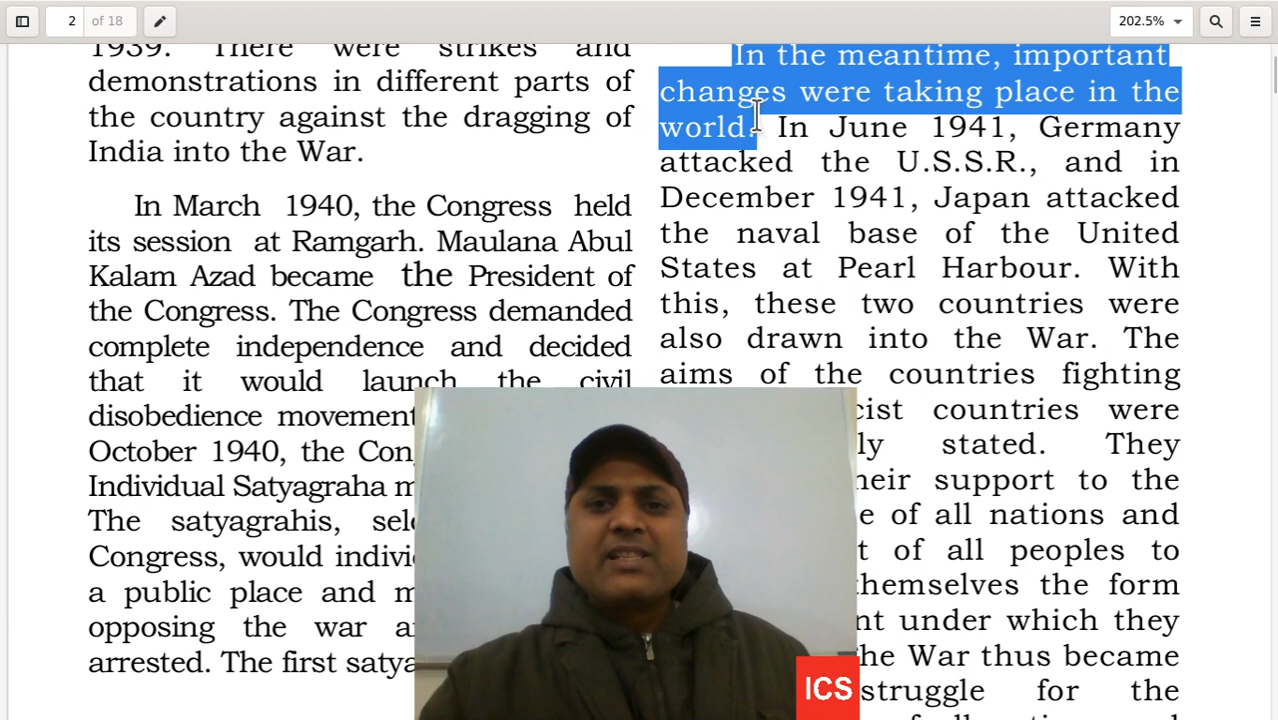 2 of 18
202.5%
1939. There were strikes and
demonstrations in different parts of
the country against the dragging of
India into the War.
In March 1940, the Congress held
its session at Ramgarh. Maulana Abul
Kalam Azad became the President of
the Congress. The Congress demanded
complete independence and decided
that it would launch the civil
disobedience movement
October 1940, the Con
Individual Satyagraha m
The satyagrahis, sele
Congress, would indivi
a public place and m
opposing the war a
arrested. The first satya
In the meantime, important
changes were taking place in the
world. In June 1941, Germany
attacked the U.S.S.R., and in
December 1941, Japan attacked
the naval base of the United
States at Pearl Harbour. With
this, these two countries were
also drawn into the War. The
aims of the countries fighting
cist countries were
ly stated. They
heir support to the
e of all nations and
t of all peoples to
themselves the form
nt under which they
he War thus became
struggle for the
ICS